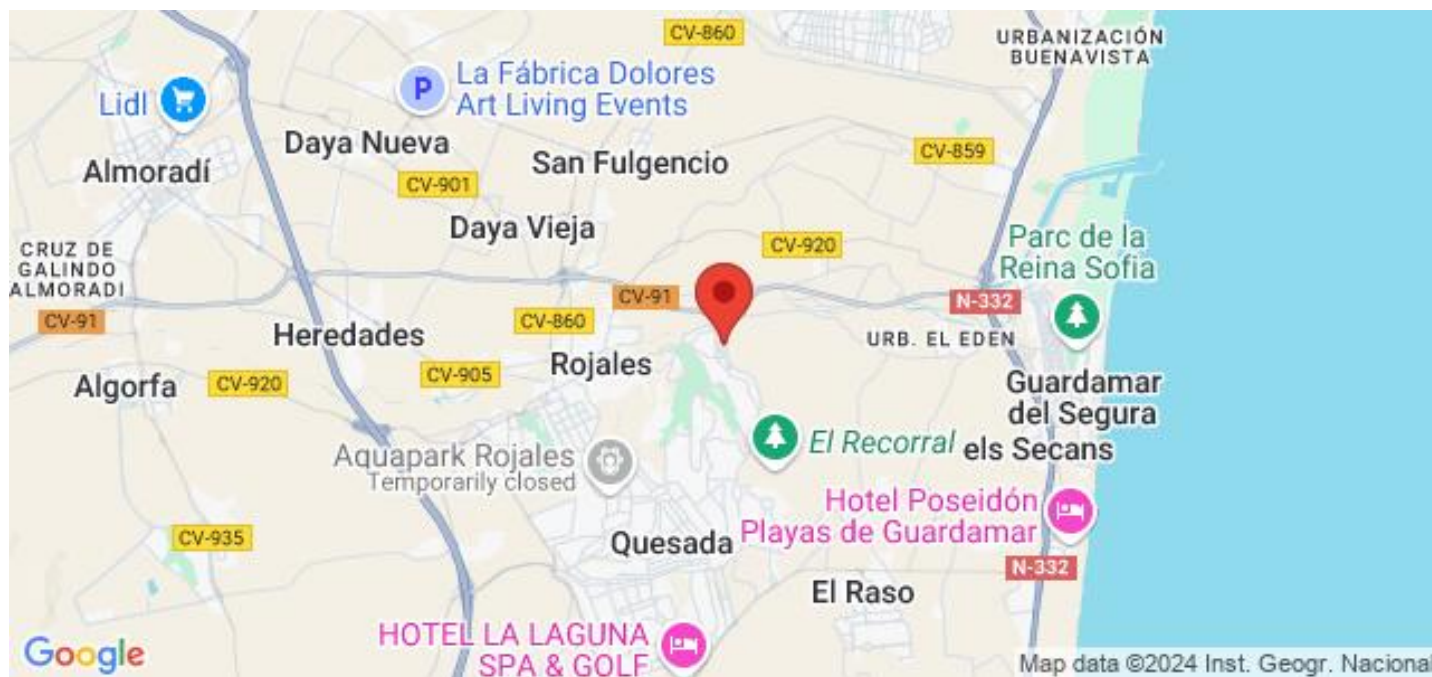 CV-860
URBANIZACIÓN
BUENAVISTA
La Fábrica Dolores
Art Living Events
P
Lidl
Daya Nueva
San Fulgencio
CV-859
Almoradí
CV-901
Daya Vieja
CV-920
Parc de la
Reina Sofia
CRUZ DE
GALINDO
ALMORADI
CV-91
N-332
CV-91
CV-860
Heredades
URB. EL EDEN
Rojales
Algorfa
CV-920
CV-905
Guardamar
del Segura
El Recorral
els Secans
Aquapark Rojales
Temporarily closed
Hotel Poseidón
Playas de Guardamar
CV-935
Quesada
N-332
El Raso
HOTEL LA LAGUNA
SPA & GOLF
Google
Map data ©2024 Inst. Geogr. Nacional